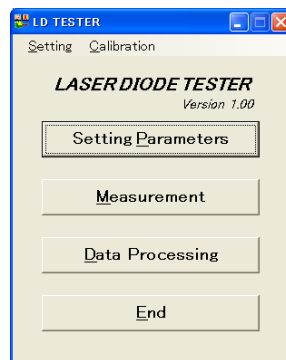 LD TESTER
Setting Calibration
LASER DIODE TESTER
Version 1.00
Setting Parameters
Measurement
Data Processing
End